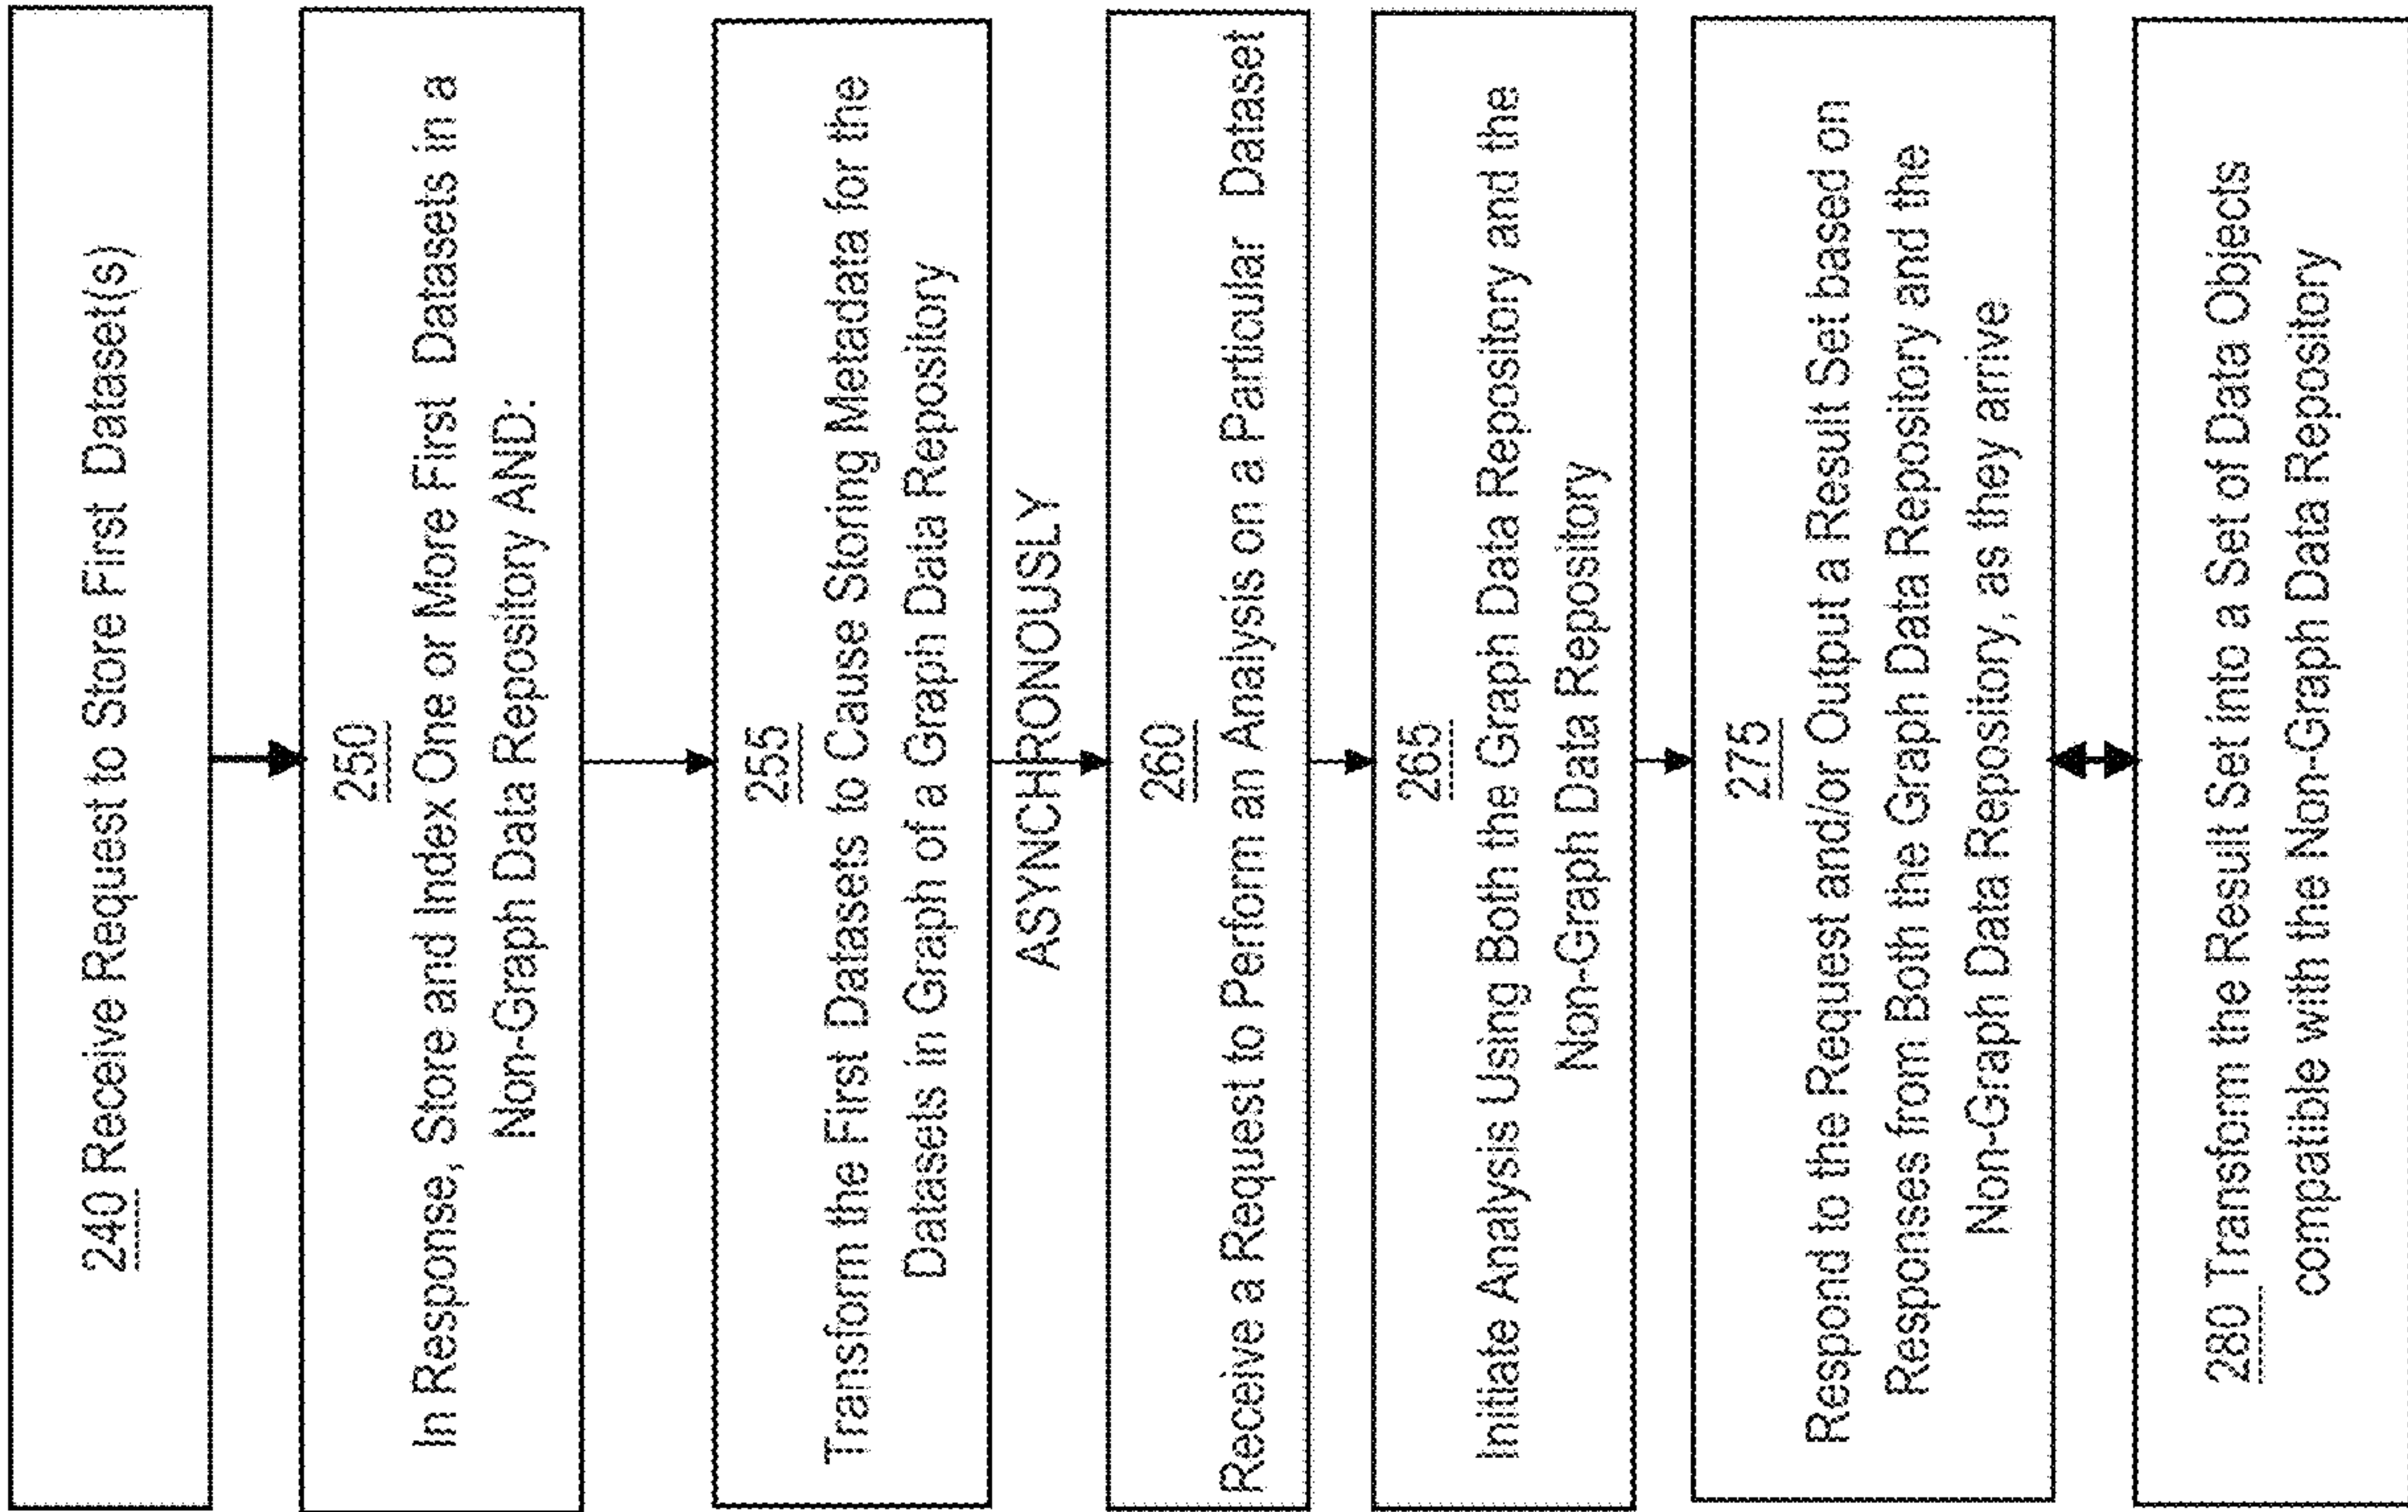 240 Receive Request to Store First Dataset(s)
250
In Response, Store and Index One or More First Datasets in a
Non-Graph Data Repository AND:
255
Transform the First Datasets to Cause Storing Metadata for the
Datasets in Graph of a Graph Data Repository
ASYNCHRONOUSLY
260
Receive a Request to Perform an Analysis on a Particular Dataset
265
Initiate Analysis Using Both the Graph Data Repository and the
Non-Graph Data Repository
275
Respond to the Request and/or Output a Result Set based on
Responses from Both the Graph Data Repository and the
Non-Graph Data Repository, as they arrive
280 Transform the Result Set into a Set of Data Objects
compatible with the Non-Graph Data Repository